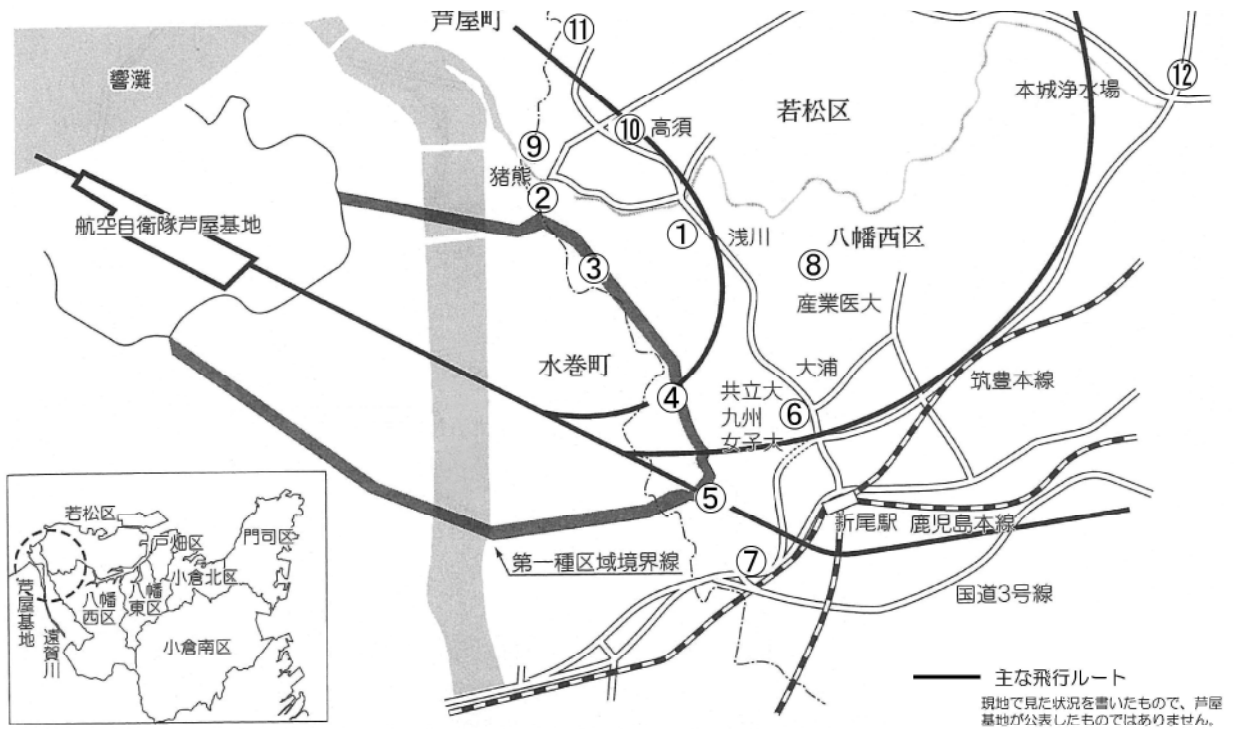 芦屋町
⑪
響灘
本城浄水場
⑫
若松区
⑩
高須
⑨
猪熊
②
航空自衛隊芦屋基地
①
浅川
八幡西区
③
⑧
産業医大
水巻町
大浦
筑豊本線
④
共立大
九州
女子大
⑥
⑤
折尾駅
鹿児島本線
第一種区域境界線
⑦
国道3号線
若松区
戸畑区
門司区
小倉北区
八幡
西区
八幡
東区
芦屋基地
遠賀川
小倉南区
主な飛行ルート
現地で見た状況を書いたもので、芦屋
基地が公表したものではありません。